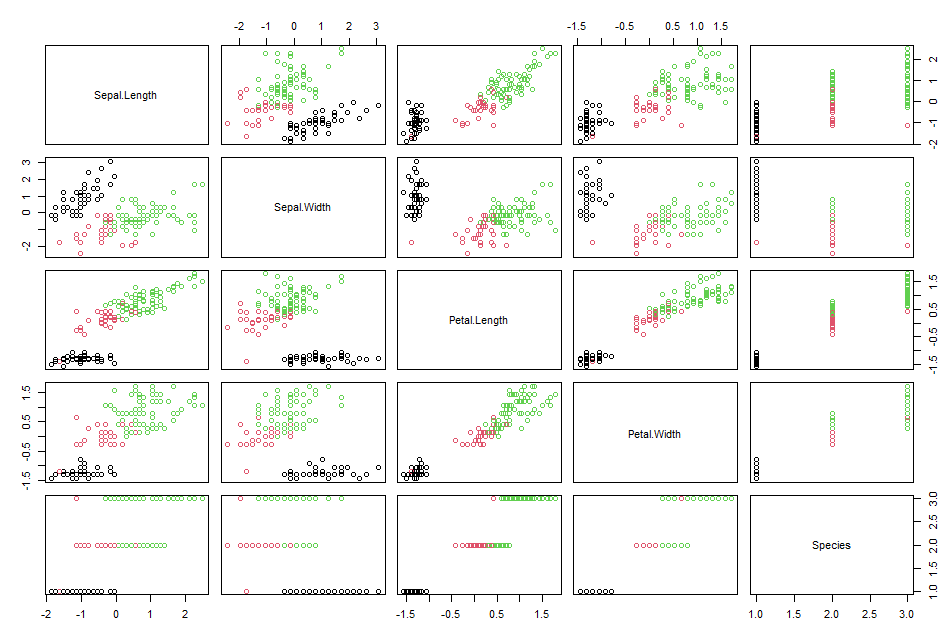 -2 -1 0 1 2 3 -1.5 -0.5 0.5 1.5
Sepal.Length -2 -1 0 1 2
-2 0 1 2 3 Sepal.Width
Petal.Length -1.5 -0.5 0.5 1.5
-1.5 -0.5 0.5 1.5 Petal.Width
Species 1.0 1.5 2.0 2.5 3.0
-2 -1 0 1 2 -1.5 -0.5 0.5 1.5 1.0 1.5 2.0 2.5 3.0